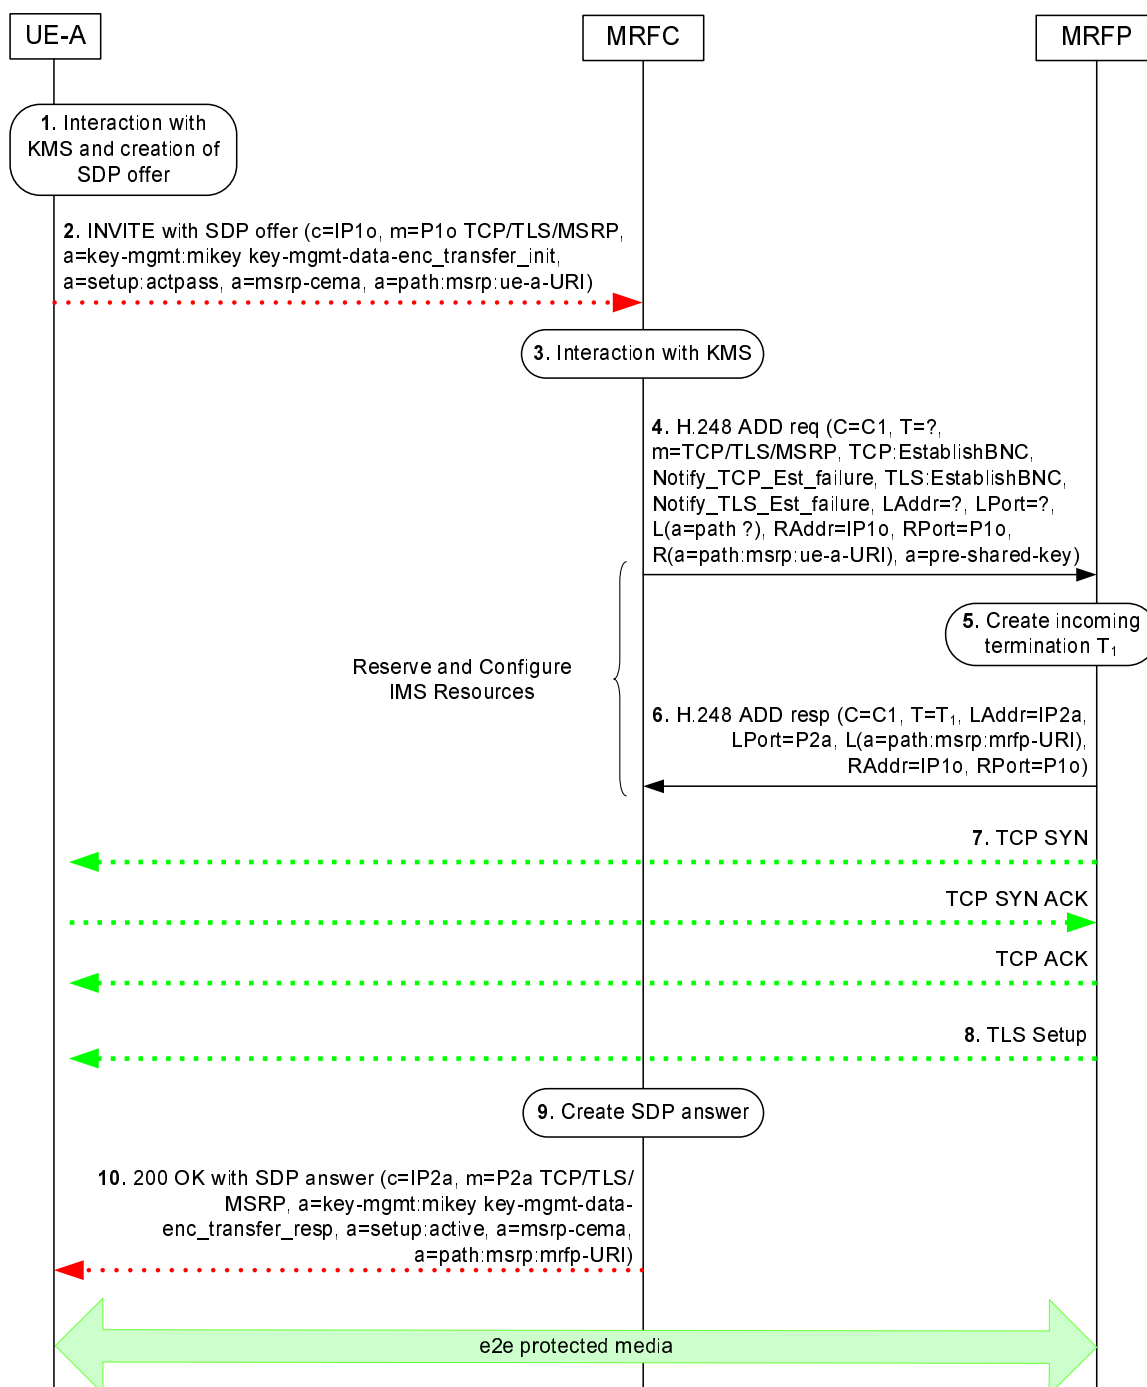 UE-A
MRFC
MRFP
1. Interaction with
KMS and creation of
SDP offer
2. INVITE with SDP offer (c=IP1o, m=P1o TCP/TLS/MSRP,
a=key-mgmt:mikey key-mgmt-data-enc_transfer_init,
a=setup:actpass, a=msrp-cema, a=path:msrp:ue-a-URI)
3. Interaction with KMS
4. H.248 ADD req (C=C1, T=?,
m=TCP/TLS/MSRP, TCP:EstablishBNC,
Notify_TCP_Est_failure, TLS:EstablishBNC,
Notify_TLS_Est_failure, LAddr=?, LPort=?,
L(a=path ?), RAddr=IP1o, RPort=P1o,
R(a=path:msrp:ue-a-URI), a=pre-shared-key)
5. Create incoming
termination T₁
Reserve and Configure
IMS Resources
6. H.248 ADD resp (C=C1, T=T₁, LAddr=IP2a,
LPort=P2a, L(a=path:msrp:mrfp-URI),
RAddr=IP1o, RPort=P1o)
7. TCP SYN
TCP SYN ACK
TCP ACK
8. TLS Setup
9. Create SDP answer
10. 200 OK with SDP answer (c=IP2a, m=P2a TCP/TLS/
MSRP, a=key-mgmt:mikey key-mgmt-data-
enc_transfer_resp, a=setup:active, a=msrp-cema,
a=path:msrp:mrfp-URI)
e2e protected media